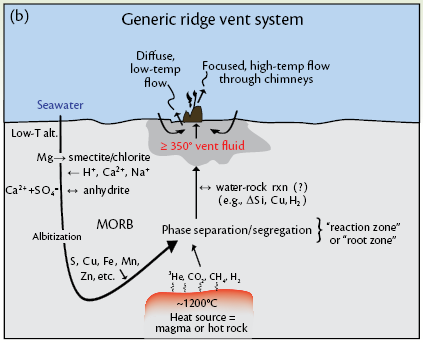 (b)
Generic ridge vent system
Diffuse,
low-temp
flow
Focused, high-temp flow
through chimneys
Seawater
Low-T alt.
≥ 350° vent fluid
Mg→ smectite/chlorite
← H⁺, Ca²⁺, Na⁺
Ca²⁺+SO₄⁼ ↔ anhydrite
↔ water-rock rxn (?)
(e.g., ΔSi, Cu, H₂)
MORB
Albitization
Phase separation/segregation
"reaction zone"
or "root zone"
S, Cu, Fe, Mn,
Zn, etc.
³He, CO₂, CH₄, H₂
~1200°C
Heat source =
magma or hot rock